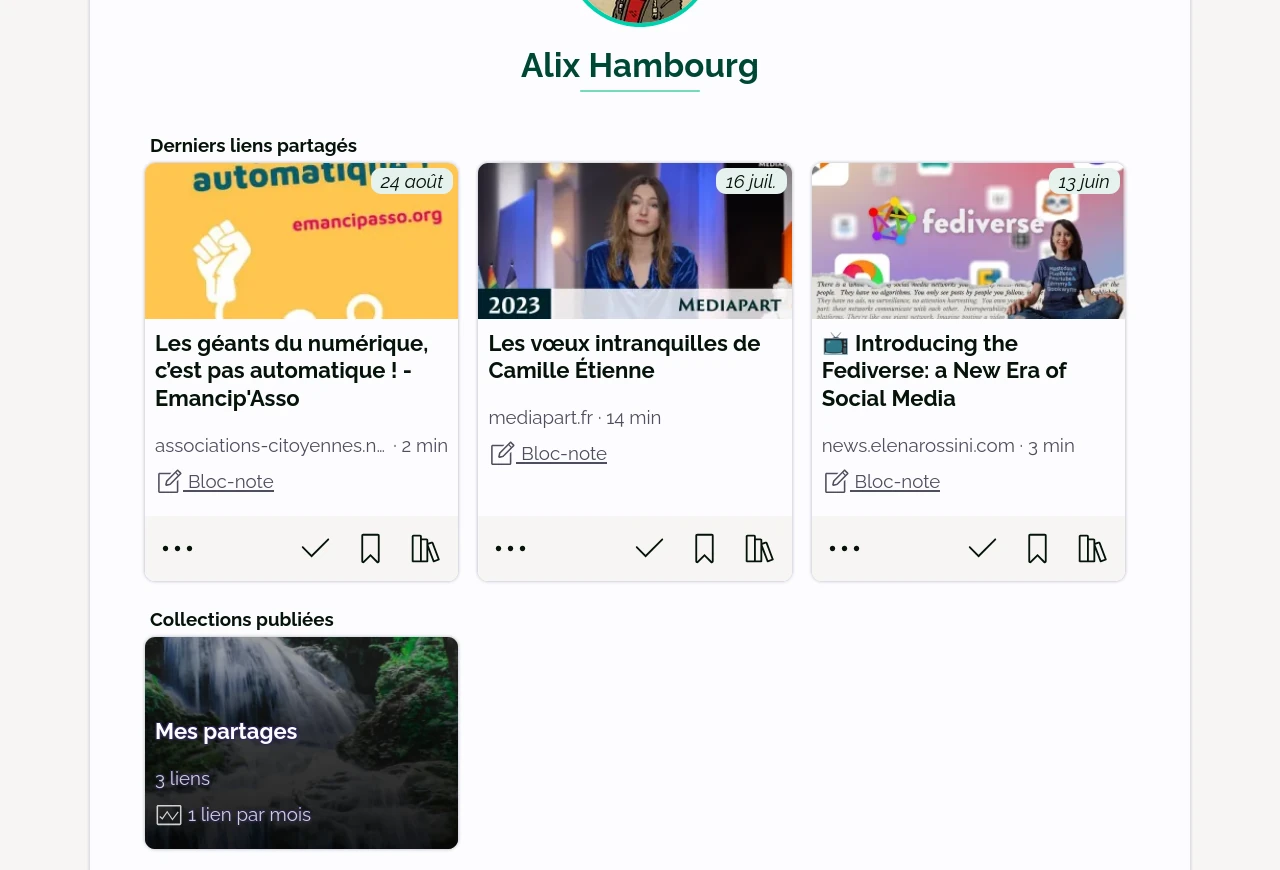 Alix Hambourg
Derniers liens partagés
automatiq
24 août
emancipasso.org
Les géants du numérique,
c’est pas automatique ! -
Emancip'Asso
associations-citoyennes.n… · 2 min
Bloc-note
16 juil.
2023
MEDIAPART
Les vœux intranquilles de
Camille Étienne
mediapart.fr · 14 min
Bloc-note
13 juin
fediverse
Introducing the
Fediverse: a New Era of
Social Media
news.elenarossini.com · 3 min
Bloc-note
Collections publiées
Mes partages
3 liens
1 lien par mois